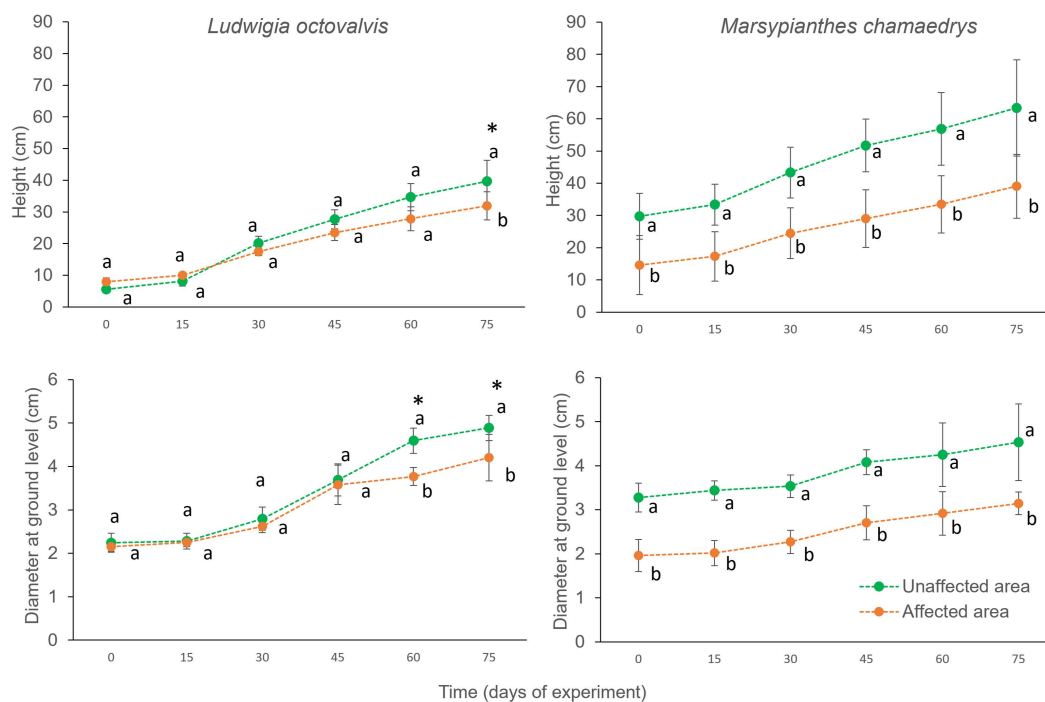 Ludwigia octovalvis
Height (cm)
90
80
70
60
50
40
30
20
10
0
a
a
a
a
a
*
a
a
a
a
a
a
b
0 15 30 45 60 75
Marsypianthes chamaedrys
Height (cm)
90
80
70
60
50
40
30
20
10
0
a
a
a
a
a
a
b
b
b
b
b
b
0 15 30 45 60 75
Diameter at ground level (cm)
6
5
4
3
2
1
0
a
a
a
a
*
a
*
a
a
a
a
a
b
b
0 15 30 45 60 75
Diameter at ground level (cm)
6
5
4
3
2
1
0
a
a
a
a
a
a
b
b
b
b
b
b
Unaffected area
Affected area
0 15 30 45 60 75
Time (days of experiment)